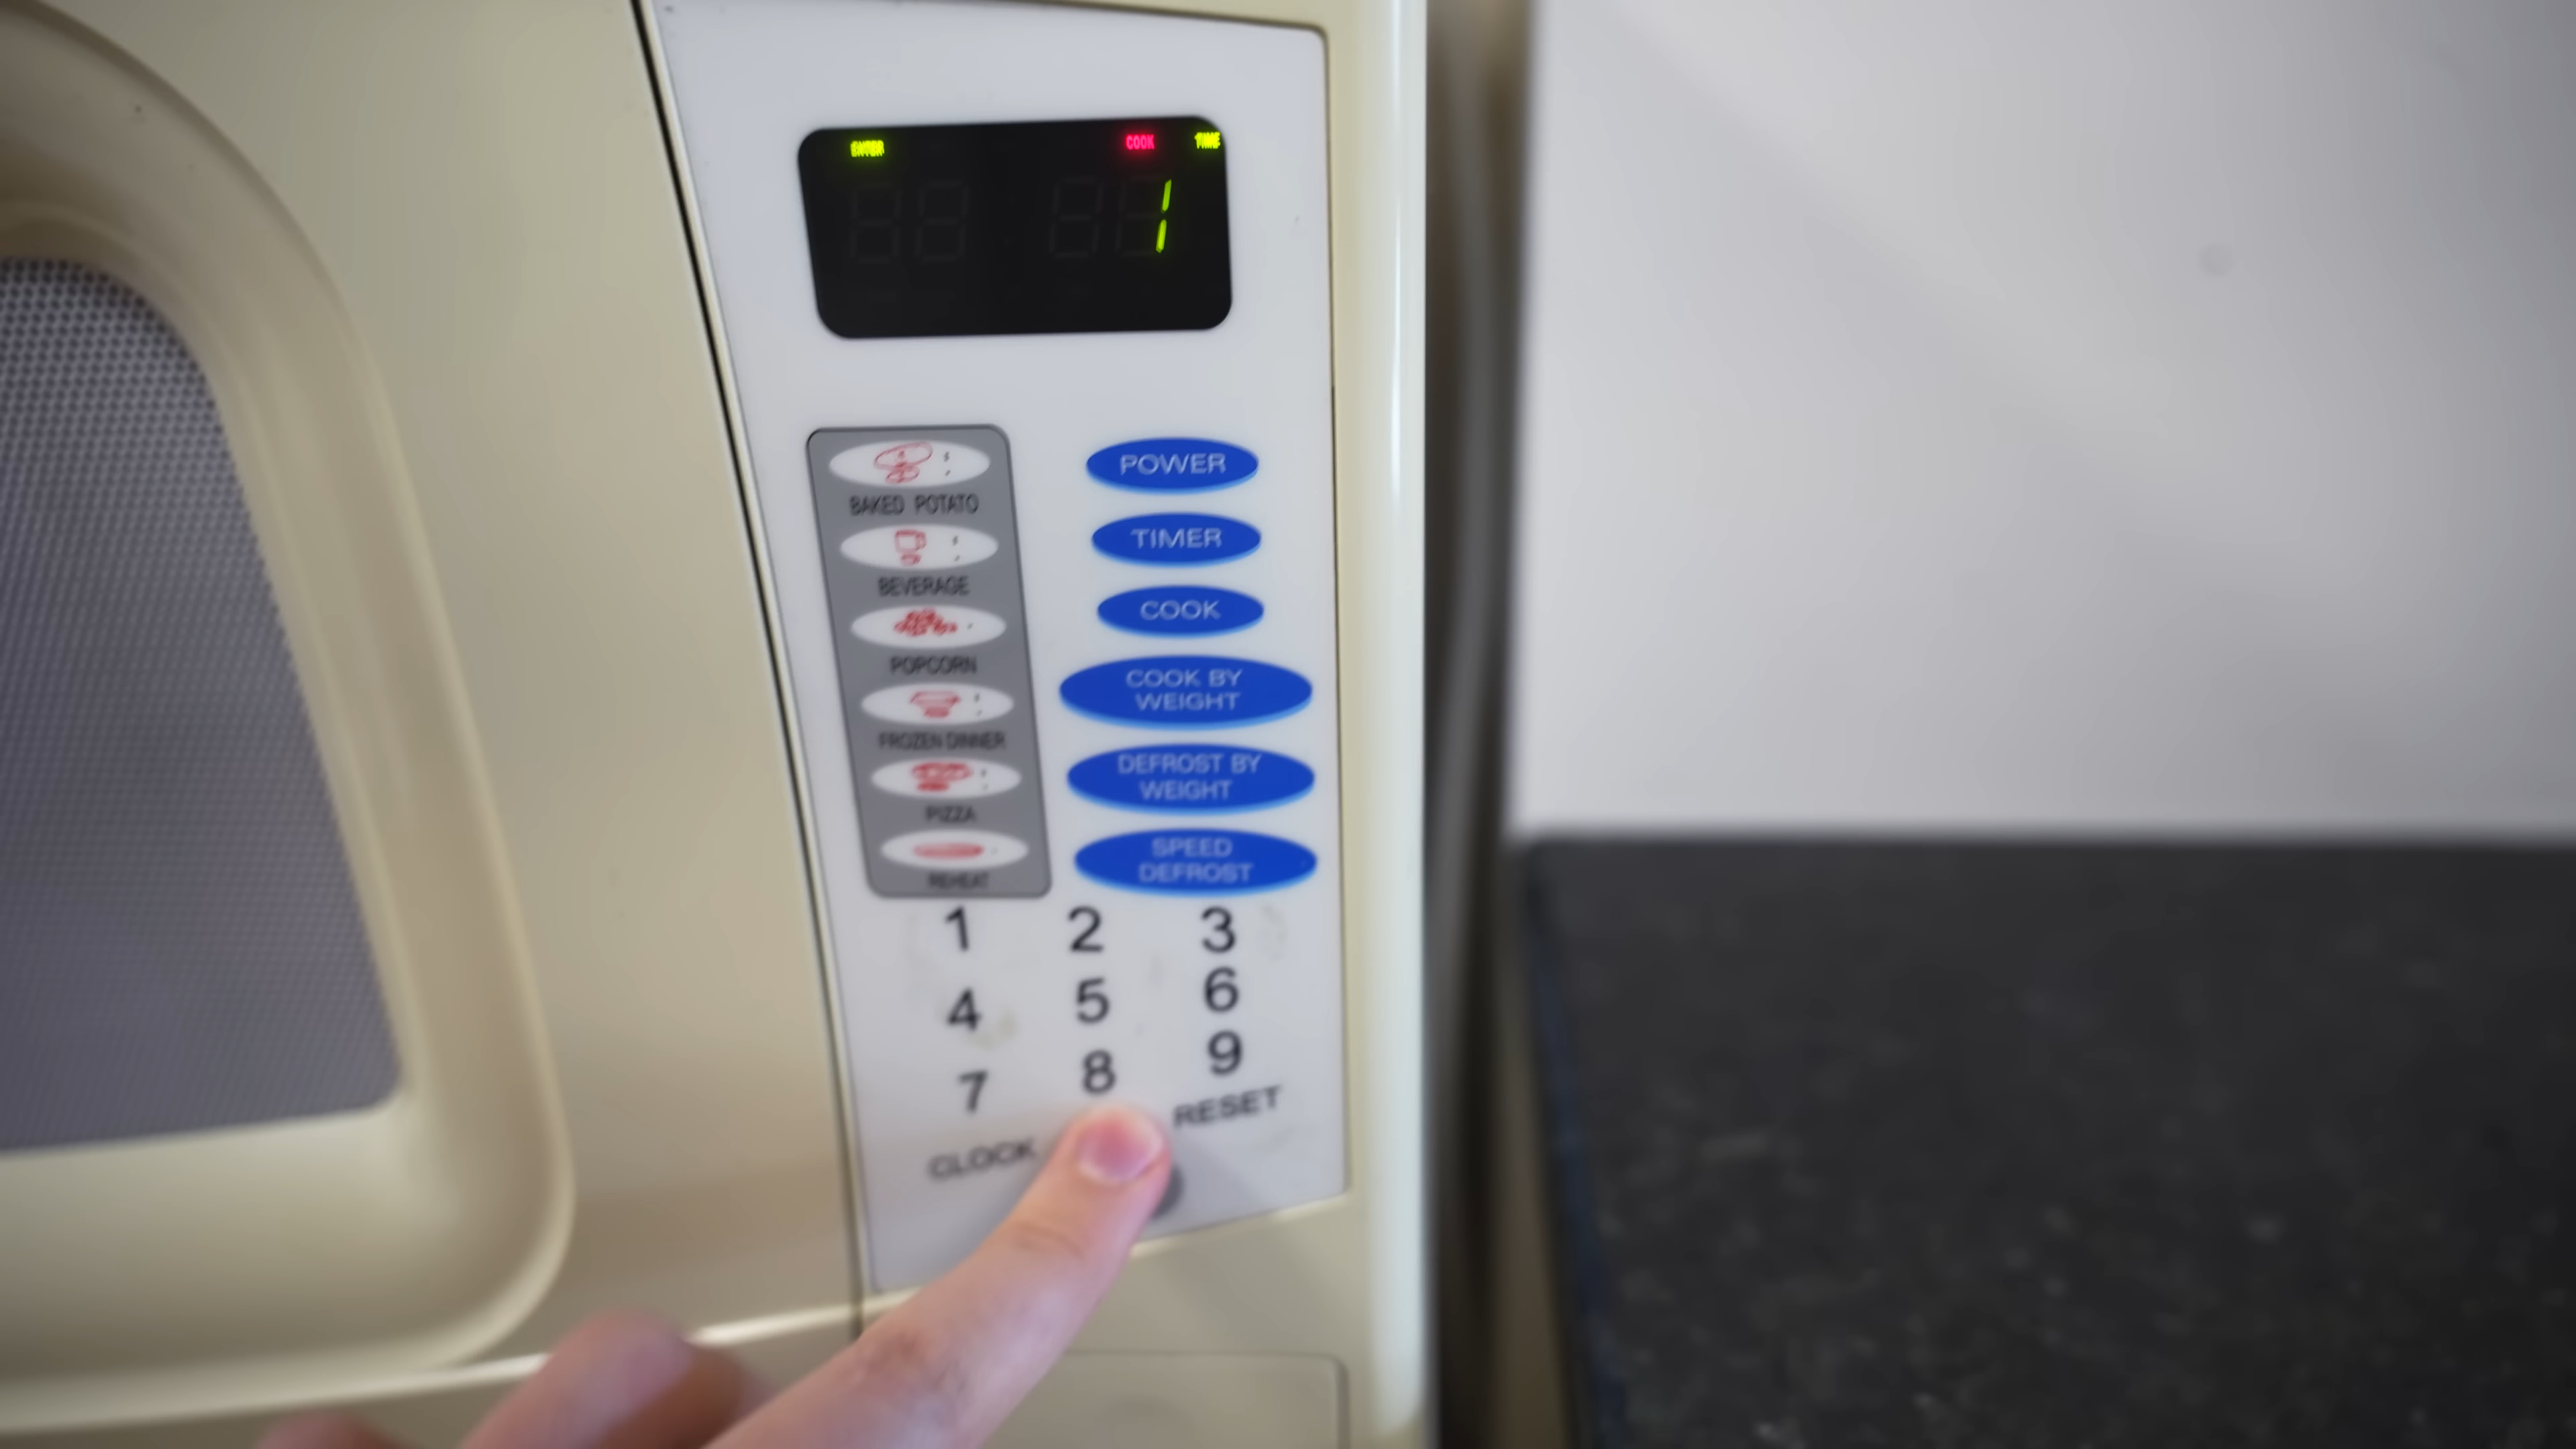 ENTER COOK TIME
1
POWER
BAKED POTATO
TIMER
BEVERAGE
COOK
POPCORN
COOK BY
WEIGHT
FROZEN DINNER
DEFROST BY
WEIGHT
PIZZA
SPEED
DEFROST
REHEAT
1 2 3
4 5 6
7 8 9
CLOCK RESET